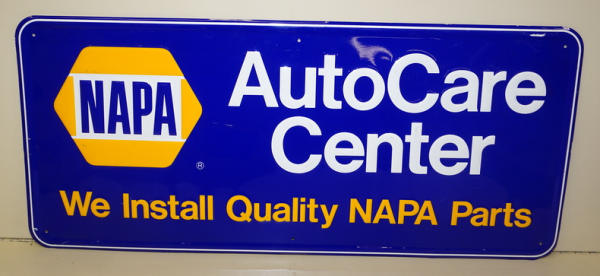 NAPA
®
AutoCare
Center
We Install Quality NAPA Parts